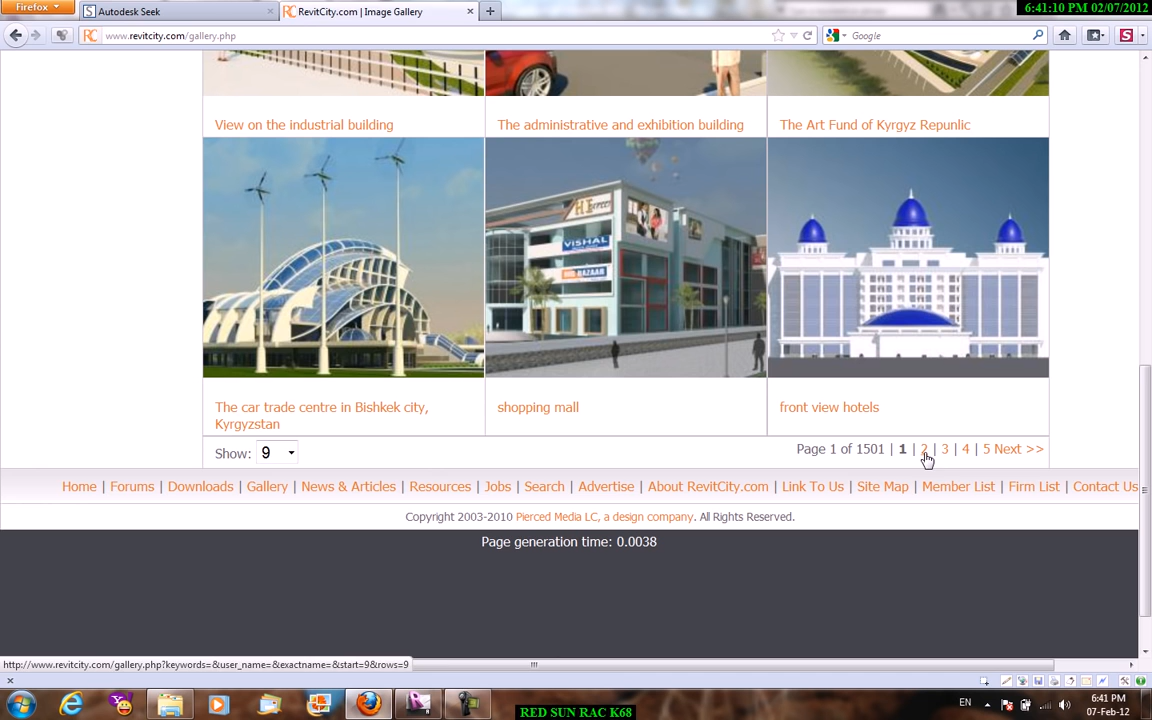 Firefox
Autodesk Seek
RevitCity.com | Image Gallery
6:41:10 PM 02/07/2012
www.revitcity.com/gallery.php
Google
View on the industrial building
The administrative and exhibition building
The Art Fund of Kyrgyz Repunlic
VISHAL
BIG BAZAAR
The car trade centre in Bishkek city,
Kyrgyzstan
shopping mall
front view hotels
Show: 9
Page 1 of 1501 | 1 | 2 | 3 | 4 | 5 Next >>
Home | Forums | Downloads | Gallery | News & Articles | Resources | Jobs | Search | Advertise | About RevitCity.com | Link To Us | Site Map | Member List | Firm List | Contact Us
Copyright 2003-2010 Pierced Media LC, a design company. All Rights Reserved.
Page generation time: 0.0038
http://www.revitcity.com/gallery.php?keywords=&user_name=&exactname=&start=9&rows=9
EN
6:41 PM
07-Feb-12
RED SUN RAC K68